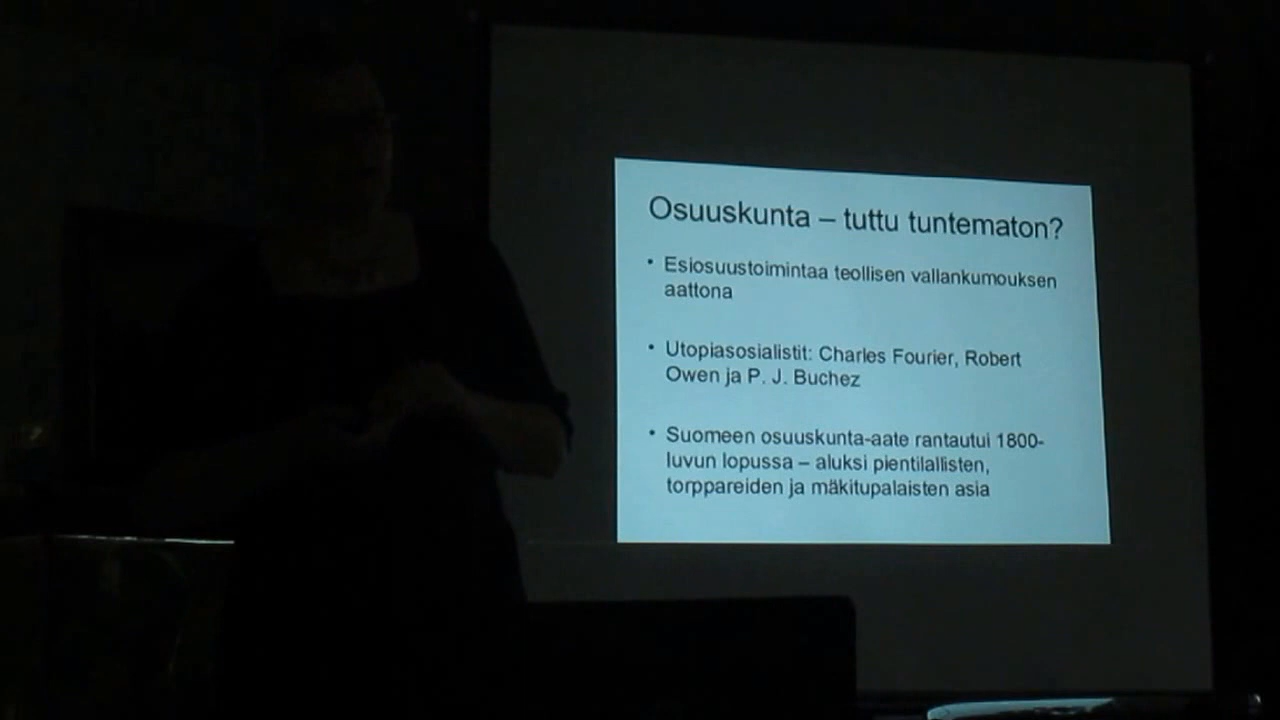 Osuuskunta – tuttu tuntematon?
• Esiosuustoimintaa teollisen vallankumouksen
aattona
• Utopiasosialistit: Charles Fourier, Robert
Owen ja P. J. Buchez
• Suomeen osuuskunta-aate rantautui 1800-
luvun lopussa – aluksi pientilallisten,
torppareiden ja mäkitupalaisten asia